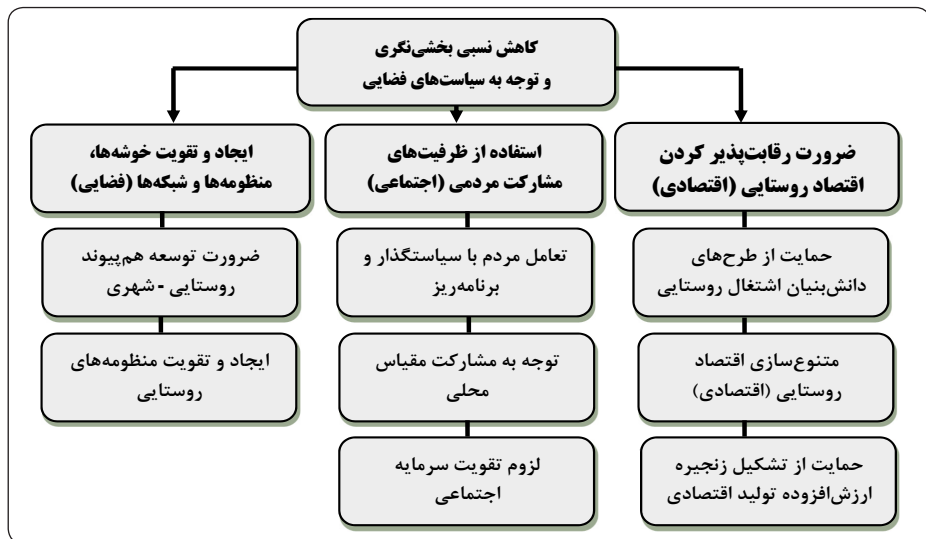 کاهش نسبی بخشی‌نگری
و توجه به سیاست‌های فضایی
ضرورت رقابت‌پذیر کردن
اقتصاد روستایی (اقتصادی)
حمایت از طرح‌های
دانش‌بنیان اشتغال روستایی
متنوع‌سازی اقتصاد
روستایی (اقتصادی)
حمایت از تشکیل زنجیره
ارزش‌افزوده تولید اقتصادی
استفاده از ظرفیت‌های
مشارکت مردمی (اجتماعی)
تعامل مردم با سیاستگذار و
برنامه‌ریز
توجه به مشارکت مقیاس
محلی
لزوم تقویت سرمایه
اجتماعی
ایجاد و تقویت خوشه‌ها،
منظومه‌ها و شبکه‌ها (فضایی)
ضرورت توسعه هم‌پیوند
روستایی - شهری
ایجاد و تقویت منظومه‌های
روستایی